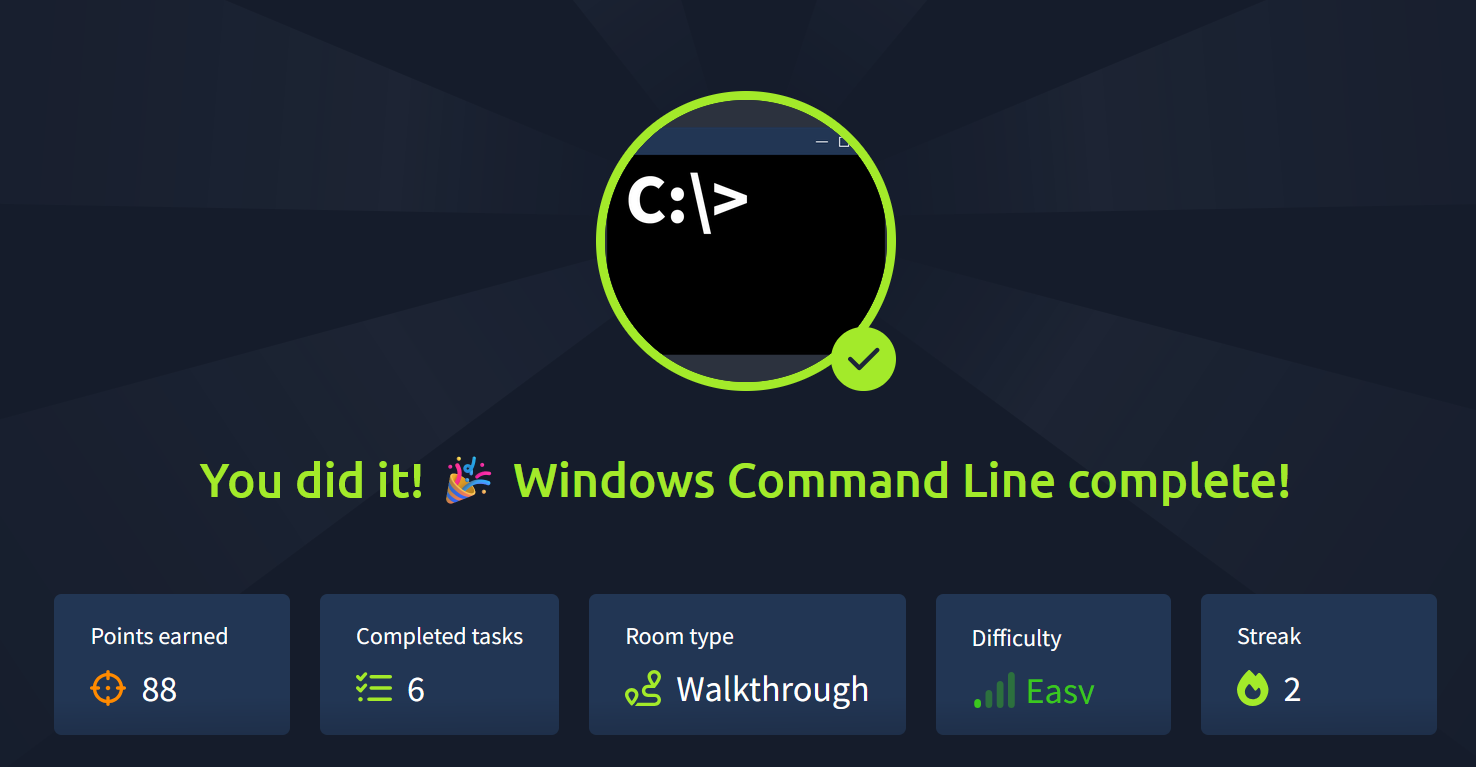 C:\>
You did it! 🎉 Windows Command Line complete!
Points earned
88
Completed tasks
6
Room type
Walkthrough
Difficulty
Easy
Streak
2